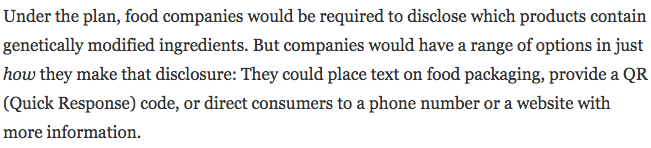 Under the plan, food companies would be required to disclose which products contain
genetically modified ingredients. But companies would have a range of options in just
how they make that disclosure: They could place text on food packaging, provide a QR
(Quick Response) code, or direct consumers to a phone number or a website with
more information.